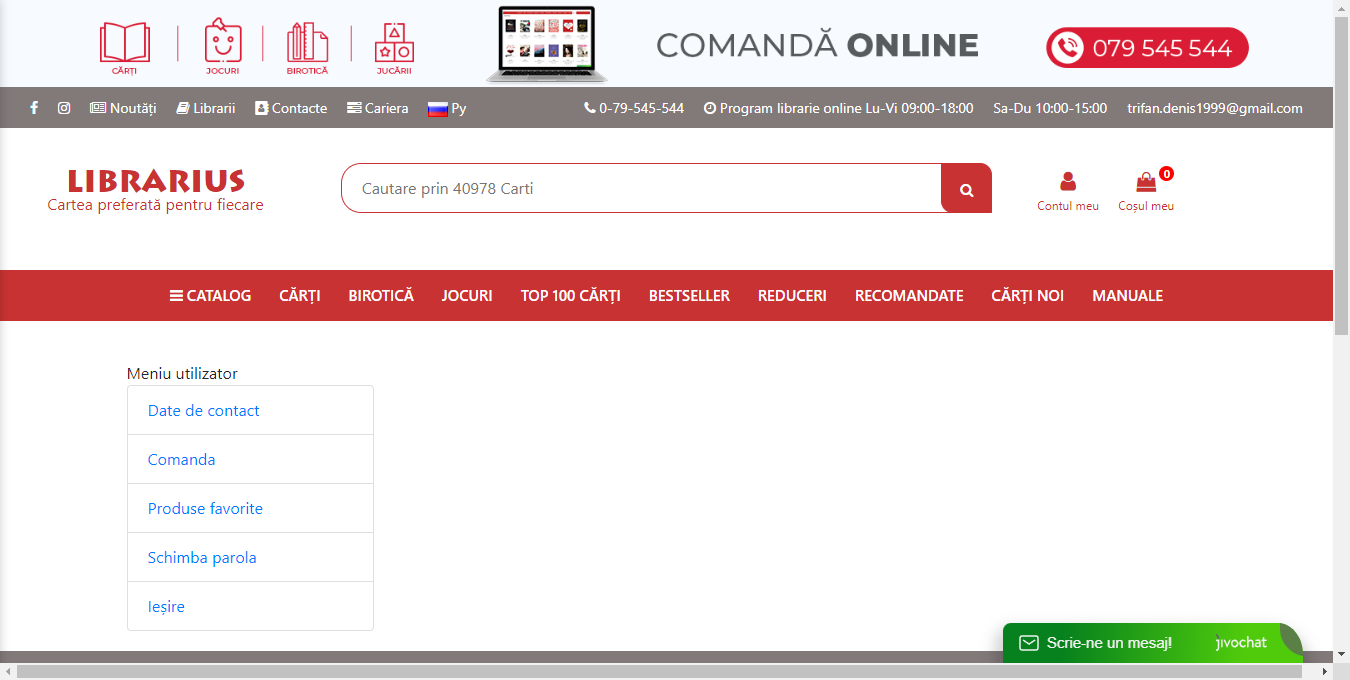 CĂRȚI
JOCURI
BIROTICĂ
JUCĂRII
COMANDĂ ONLINE
079 545 544
Noutăți
Librarii
Contacte
Cariera
Ру
0-79-545-544
Program librarie online Lu-Vi 09:00-18:00
Sa-Du 10:00-15:00
trifan.denis1999@gmail.com
LIBRARIUS
Cartea preferată pentru fiecare
Cautare prin 40978 Carti
Contul meu
0
Coșul meu
CATALOG
CĂRȚI
BIROTICĂ
JOCURI
TOP 100 CĂRȚI
BESTSELLER
REDUCERI
RECOMANDATE
CĂRȚI NOI
MANUALE
Meniu utilizator
Date de contact
Comanda
Produse favorite
Schimba parola
Ieșire
Scrie-ne un mesaj!
jivochat